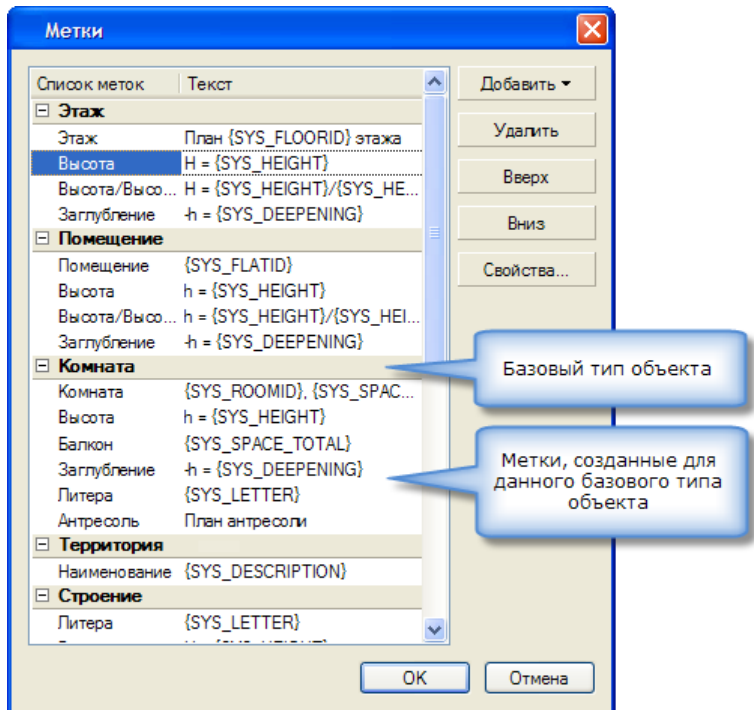 Метки
Список меток Текст
Этаж
Этаж План {SYS_FLOORID} этажа
Высота H = {SYS_HEIGHT}
Высота/Высо... H = {SYS_HEIGHT}/{SYS_HE...
Заглубление -h = {SYS_DEEPENING}
Помещение
Помещение {SYS_FLATID}
Высота h = {SYS_HEIGHT}
Высота/Высо... h = {SYS_HEIGHT}/{SYS_HEI...
Заглубление -h = {SYS_DEEPENING}
Комната
Комната {SYS_ROOMID}, {SYS_SPAC...
Высота h = {SYS_HEIGHT}
Балкон {SYS_SPACE_TOTAL}
Заглубление -h = {SYS_DEEPENING}
Литера {SYS_LETTER}
Антресоль План антресоли
Территория
Наименование {SYS_DESCRIPTION}
Строение
Литера {SYS_LETTER}
Добавить
Удалить
Вверх
Вниз
Свойства...
Базовый тип объекта
Метки, созданные для
данного базового типа
объекта
OK Отмена